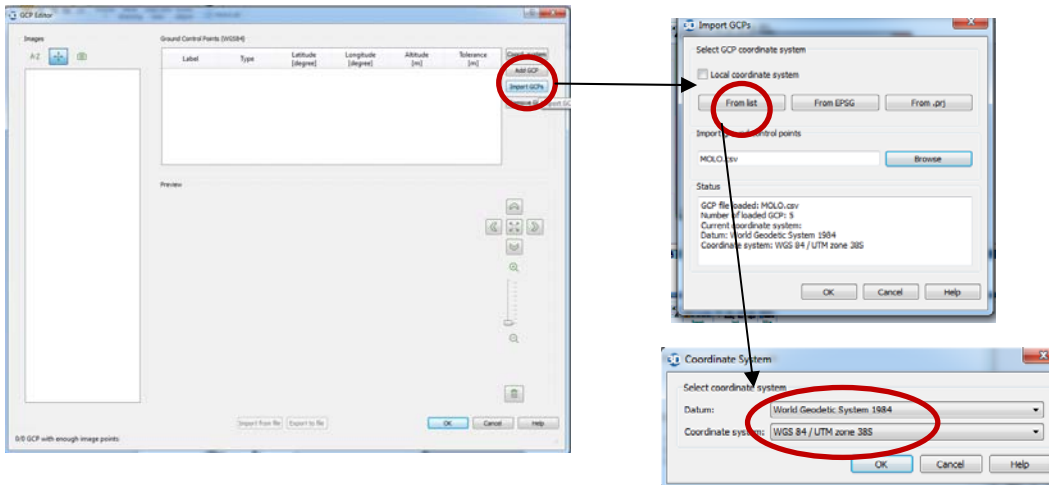 GCP Editor
Images
A-Z
Ground Control Points (WGS84)
Label Type Latitude [degree] Longitude [degree] Altitude [m] Tolerance [m]
Add GCP
Import GCPs
Preview
Import from file Export to file
OK Cancel Help
0/0 GCP with enough image points
Import GCPs
Select GCP coordinate system
Local coordinate system
From list From EPSG From .prj
Import ground control points
MOLO.csv Browse
Status
GCP file loaded: MOLO.csv
Number of loaded GCP: 5
Current coordinate system:
Datum: World Geodetic System 1984
Coordinate system: WGS 84 / UTM zone 38S
OK Cancel Help
Coordinate System
Select coordinate system
Datum: World Geodetic System 1984
Coordinate system: WGS 84 / UTM zone 38S
OK Cancel Help